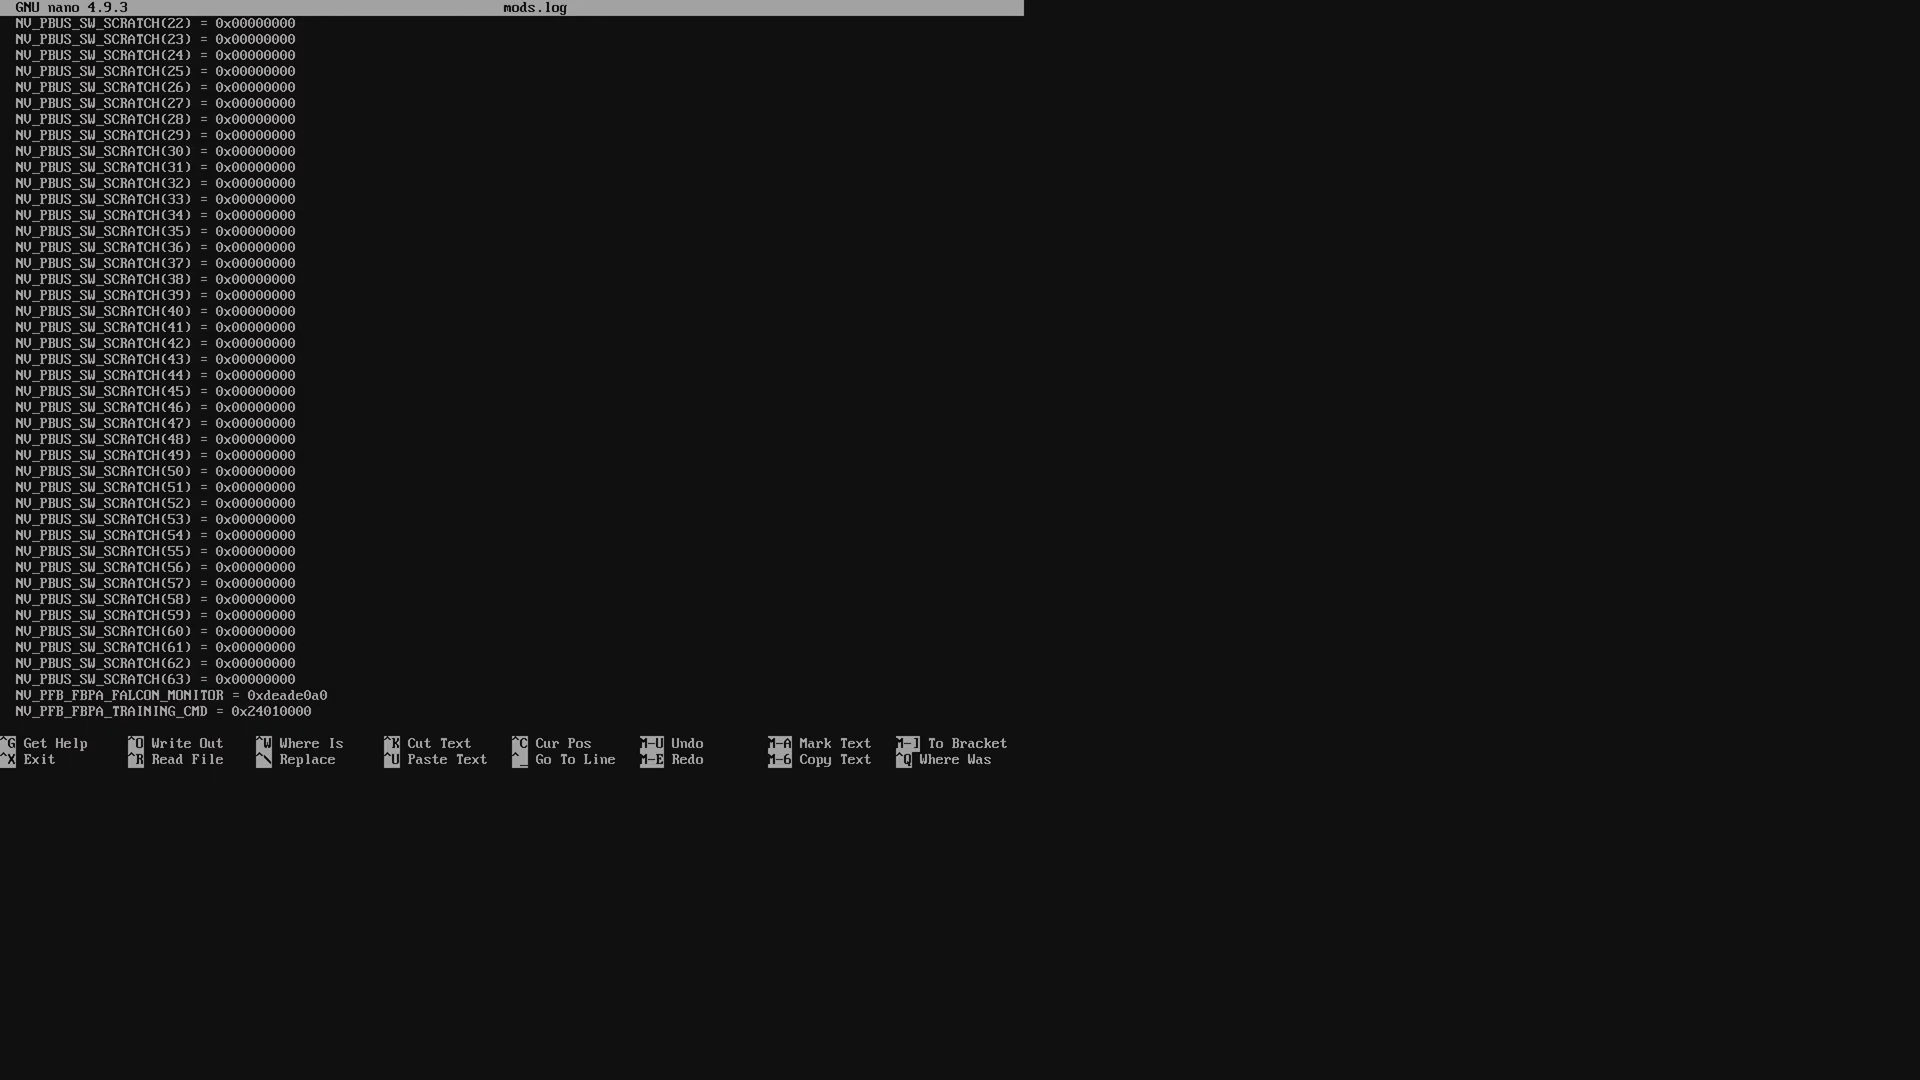 GNU nano 4.9.3 mods.log
NV_PBUS_SW_SCRATCH(22) = 0x00000000
NV_PBUS_SW_SCRATCH(23) = 0x00000000
NV_PBUS_SW_SCRATCH(24) = 0x00000000
NV_PBUS_SW_SCRATCH(25) = 0x00000000
NV_PBUS_SW_SCRATCH(26) = 0x00000000
NV_PBUS_SW_SCRATCH(27) = 0x00000000
NV_PBUS_SW_SCRATCH(28) = 0x00000000
NV_PBUS_SW_SCRATCH(29) = 0x00000000
NV_PBUS_SW_SCRATCH(30) = 0x00000000
NV_PBUS_SW_SCRATCH(31) = 0x00000000
NV_PBUS_SW_SCRATCH(32) = 0x00000000
NV_PBUS_SW_SCRATCH(33) = 0x00000000
NV_PBUS_SW_SCRATCH(34) = 0x00000000
NV_PBUS_SW_SCRATCH(35) = 0x00000000
NV_PBUS_SW_SCRATCH(36) = 0x00000000
NV_PBUS_SW_SCRATCH(37) = 0x00000000
NV_PBUS_SW_SCRATCH(38) = 0x00000000
NV_PBUS_SW_SCRATCH(39) = 0x00000000
NV_PBUS_SW_SCRATCH(40) = 0x00000000
NV_PBUS_SW_SCRATCH(41) = 0x00000000
NV_PBUS_SW_SCRATCH(42) = 0x00000000
NV_PBUS_SW_SCRATCH(43) = 0x00000000
NV_PBUS_SW_SCRATCH(44) = 0x00000000
NV_PBUS_SW_SCRATCH(45) = 0x00000000
NV_PBUS_SW_SCRATCH(46) = 0x00000000
NV_PBUS_SW_SCRATCH(47) = 0x00000000
NV_PBUS_SW_SCRATCH(48) = 0x00000000
NV_PBUS_SW_SCRATCH(49) = 0x00000000
NV_PBUS_SW_SCRATCH(50) = 0x00000000
NV_PBUS_SW_SCRATCH(51) = 0x00000000
NV_PBUS_SW_SCRATCH(52) = 0x00000000
NV_PBUS_SW_SCRATCH(53) = 0x00000000
NV_PBUS_SW_SCRATCH(54) = 0x00000000
NV_PBUS_SW_SCRATCH(55) = 0x00000000
NV_PBUS_SW_SCRATCH(56) = 0x00000000
NV_PBUS_SW_SCRATCH(57) = 0x00000000
NV_PBUS_SW_SCRATCH(58) = 0x00000000
NV_PBUS_SW_SCRATCH(59) = 0x00000000
NV_PBUS_SW_SCRATCH(60) = 0x00000000
NV_PBUS_SW_SCRATCH(61) = 0x00000000
NV_PBUS_SW_SCRATCH(62) = 0x00000000
NV_PBUS_SW_SCRATCH(63) = 0x00000000
NV_PFB_FBPA_FALCON_MONITOR = 0xdeade0a0
NV_PFB_FBPA_TRAINING_CMD = 0x24010000
^G Get Help ^O Write Out ^W Where Is ^K Cut Text ^C Cur Pos M-U Undo M-A Mark Text M-] To Bracket
^X Exit ^R Read File ^\ Replace ^U Paste Text ^_ Go To Line M-E Redo M-6 Copy Text ^Q Where Was